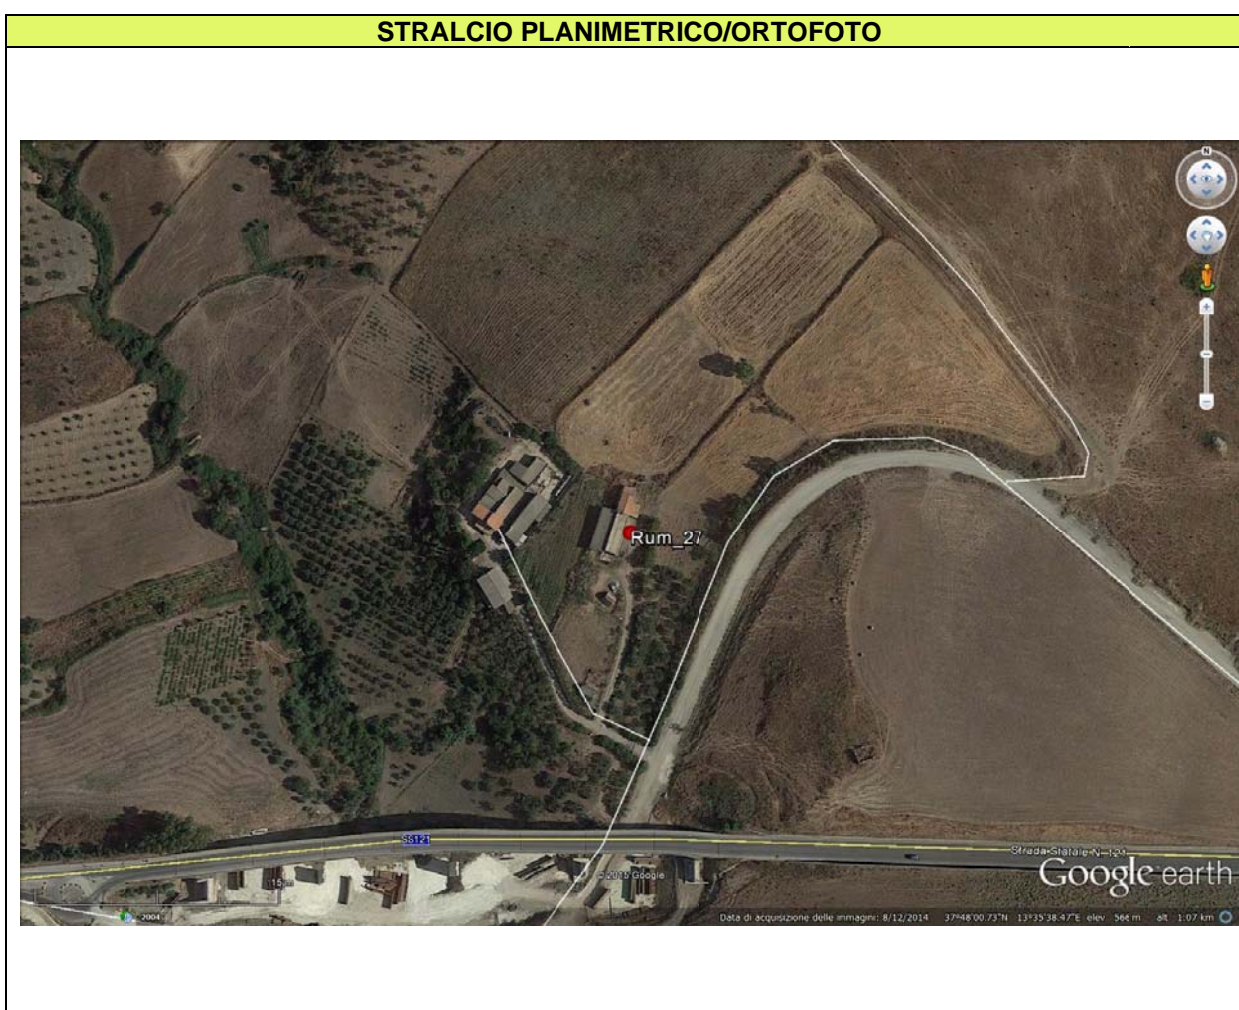 STRALCIO PLANIMETRICO/ORTOFOTO
N
Rum_27
SS121
Strada Statale N. 121
© 2015 Google
Google earth
2004
Data di acquisizione delle immagini: 8/12/2014 37°48'00.73"N 13°35'38.47"E elev 566 m alt 1.07 km